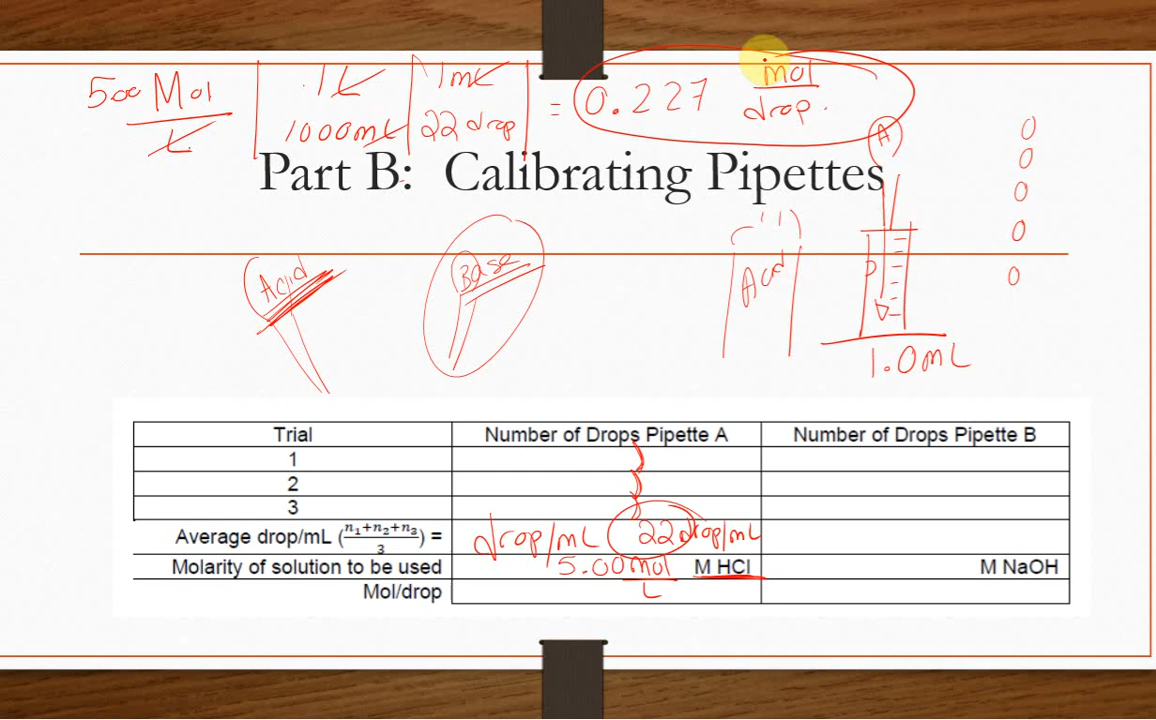 500 Mol | .1L | 1mL | = 0.227 mol
L | 1000mL | 22 drop | drop.
Part B: Calibrating Pipettes
A
Acid
Base
Acid
1.0mL
Trial Number of Drops Pipette A Number of Drops Pipette B
1
2
3
Average drop/mL (n₁+n₂+n₃/3) = drop/mL 22 drop/mL
Molarity of solution to be used 5.00 mol/L M HCl M NaOH
Mol/drop